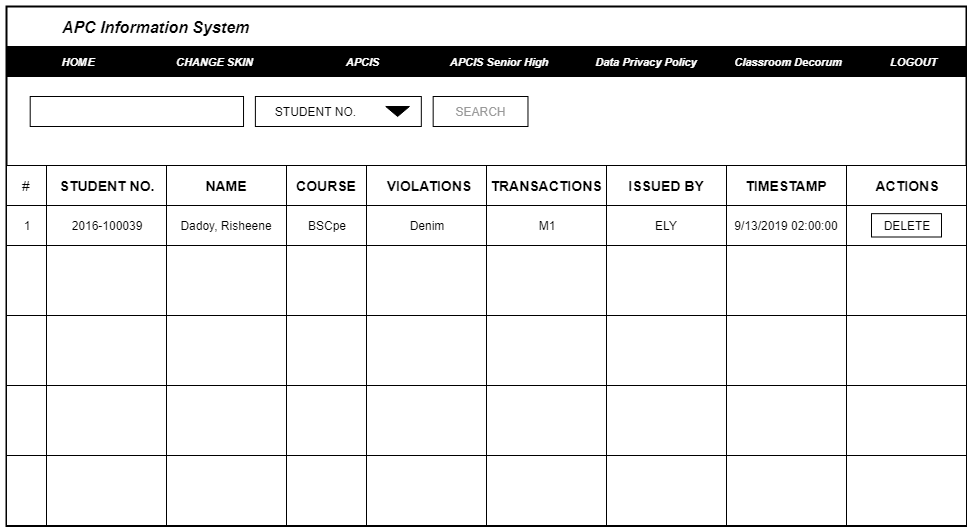 APC Information System
HOME CHANGE SKIN APCIS APCIS Senior High Data Privacy Policy Classroom Decorum LOGOUT
STUDENT NO. SEARCH
# STUDENT NO. NAME COURSE VIOLATIONS TRANSACTIONS ISSUED BY TIMESTAMP ACTIONS
1 2016-100039 Dadoy, Risheene BSCpe Denim M1 ELY 9/13/2019 02:00:00 DELETE